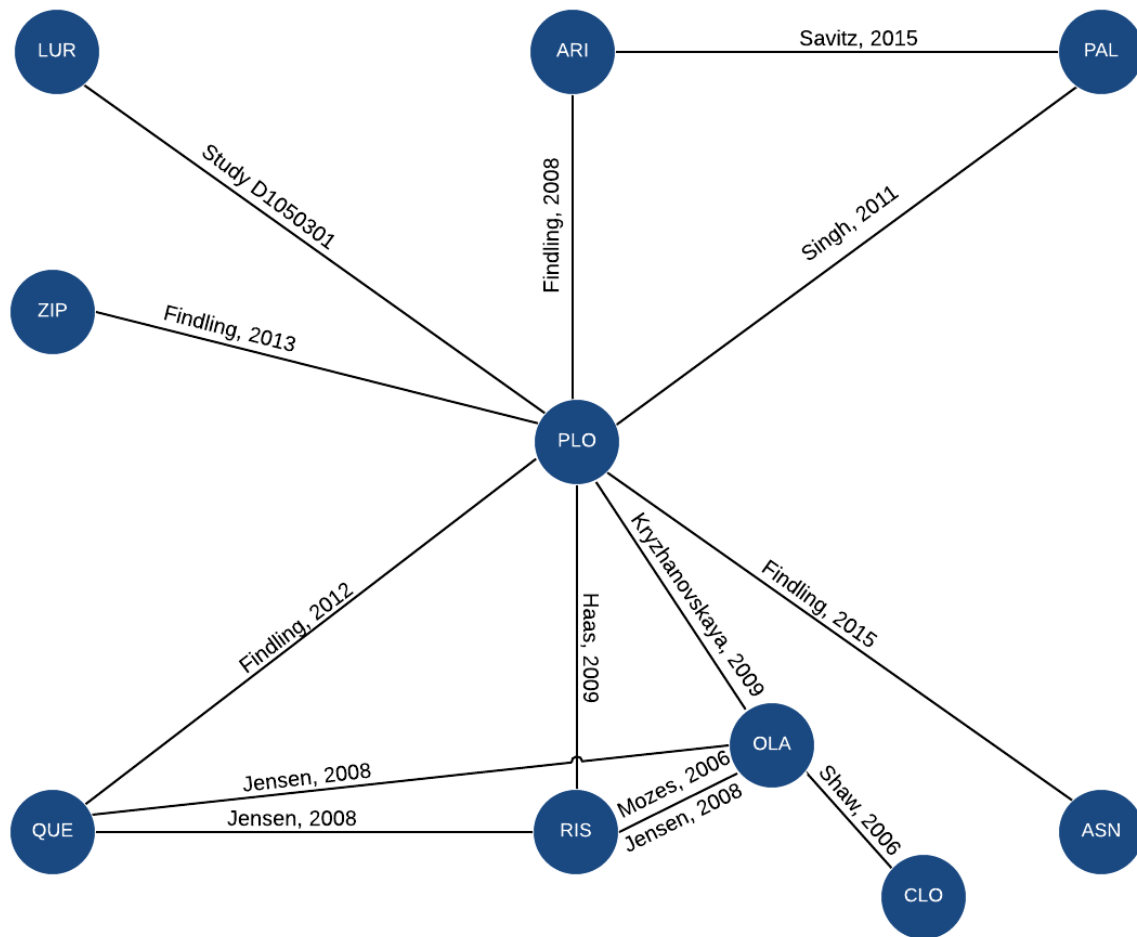 LUR
ARI
Savitz, 2015
PAL
Study D1050301
Findling, 2008
Singh, 2011
ZIP
Findling, 2013
PLO
Findling, 2012
Haas, 2009
Kryzhanovskaya, 2009
Findling, 2015
OLA
Jensen, 2008
Mozes, 2006
Jensen, 2008
Shaw, 2006
QUE
Jensen, 2008
RIS
ASN
CLO